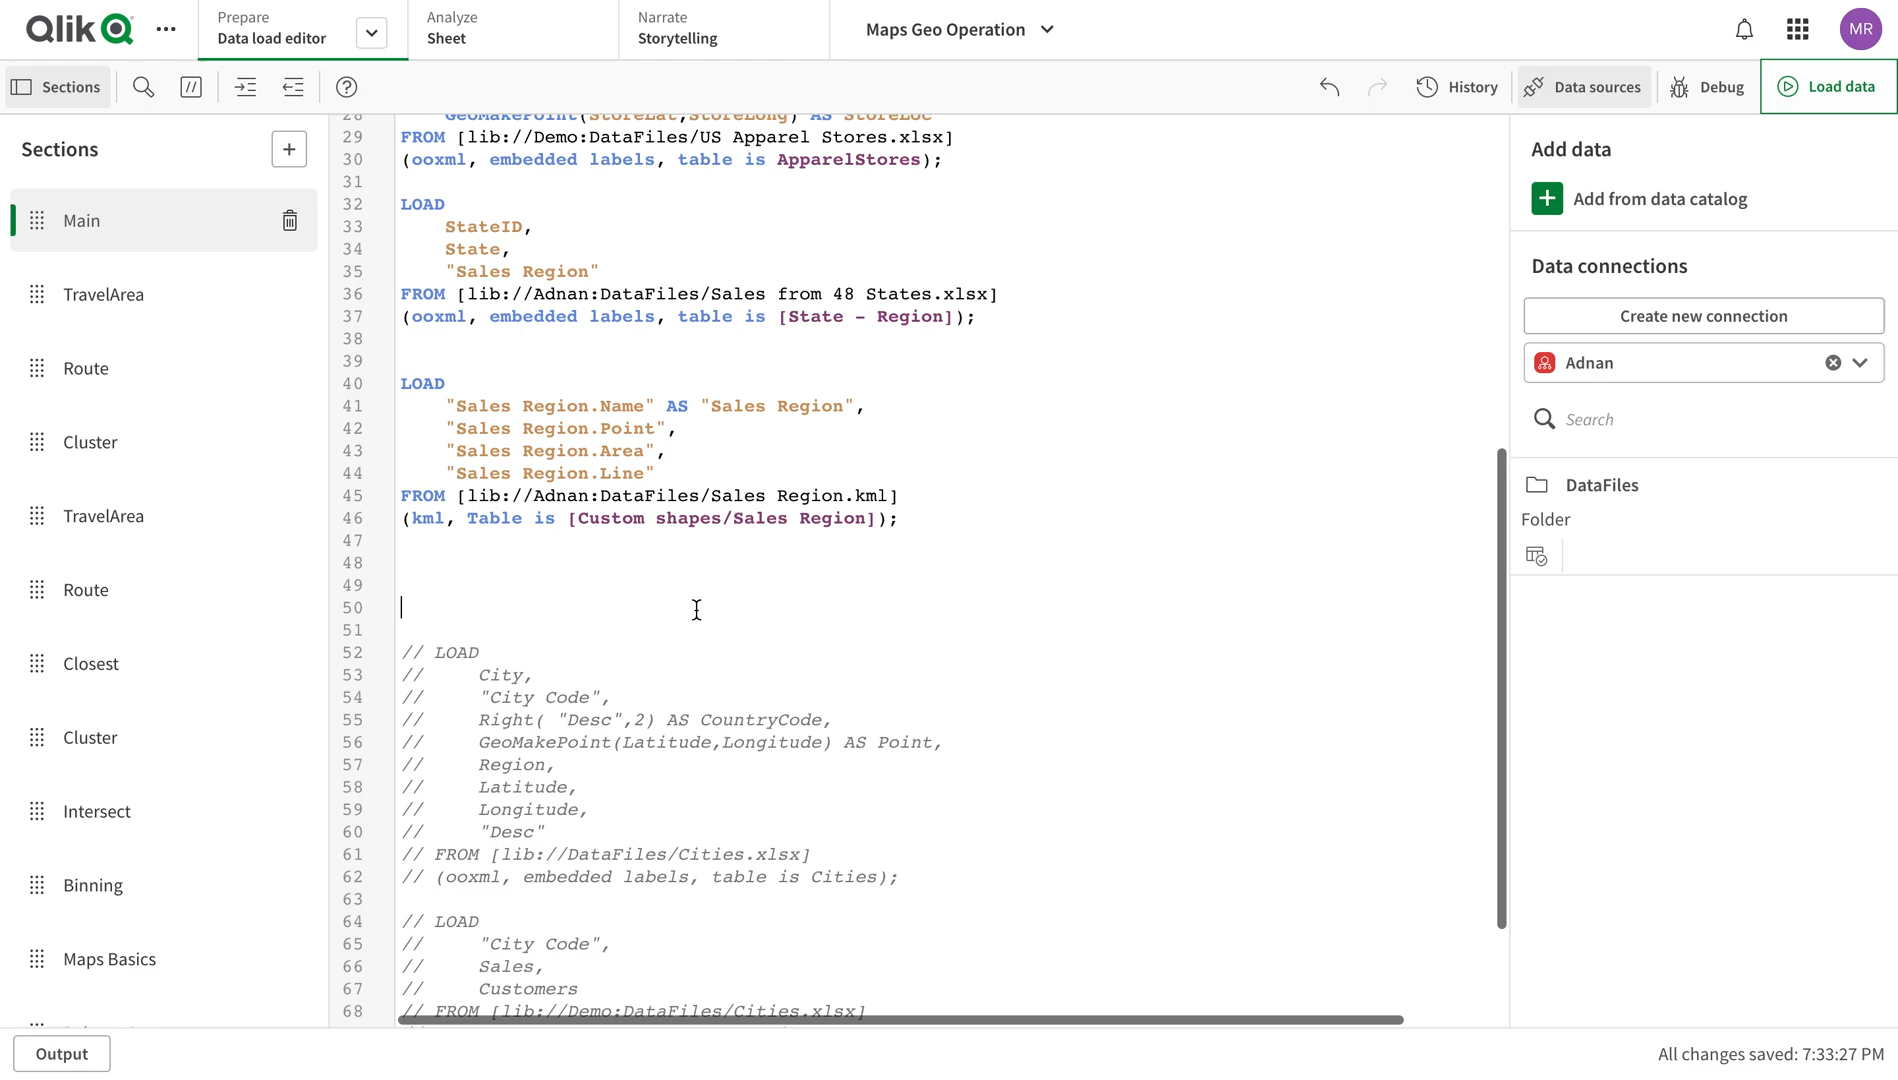 Qlik
Prepare
Data load editor
Analyze
Sheet
Narrate
Storytelling
Maps Geo Operation
MR
Sections
//
?
History
Data sources
Debug
Load data
Sections
+
Main
TravelArea
Route
Cluster
TravelArea
Route
Closest
Cluster
Intersect
Binning
Maps Basics
28 GeoMakePoint(StoreLat,StoreLong) AS StoreLoc
29 FROM [lib://Demo:DataFiles/US Apparel Stores.xlsx]
30 (ooxml, embedded labels, table is ApparelStores);
31
32 LOAD
33 StateID,
34 State,
35 "Sales Region"
36 FROM [lib://Adnan:DataFiles/Sales from 48 States.xlsx]
37 (ooxml, embedded labels, table is [State - Region]);
38
39
40 LOAD
41 "Sales Region.Name" AS "Sales Region",
42 "Sales Region.Point",
43 "Sales Region.Area",
44 "Sales Region.Line"
45 FROM [lib://Adnan:DataFiles/Sales Region.kml]
46 (kml, Table is [Custom shapes/Sales Region]);
47
48
49
50
51
52 // LOAD
53 // City,
54 // "City Code",
55 // Right( "Desc",2) AS CountryCode,
56 // GeoMakePoint(Latitude,Longitude) AS Point,
57 // Region,
58 // Latitude,
59 // Longitude,
60 // "Desc"
61 // FROM [lib://DataFiles/Cities.xlsx]
62 // (ooxml, embedded labels, table is Cities);
63
64 // LOAD
65 // "City Code",
66 // Sales,
67 // Customers
68 // FROM [lib://Demo:DataFiles/Cities.xlsx]
Add data
+ Add from data catalog
Data connections
Create new connection
Adnan
Search
DataFiles
Folder
Output
All changes saved: 7:33:27 PM